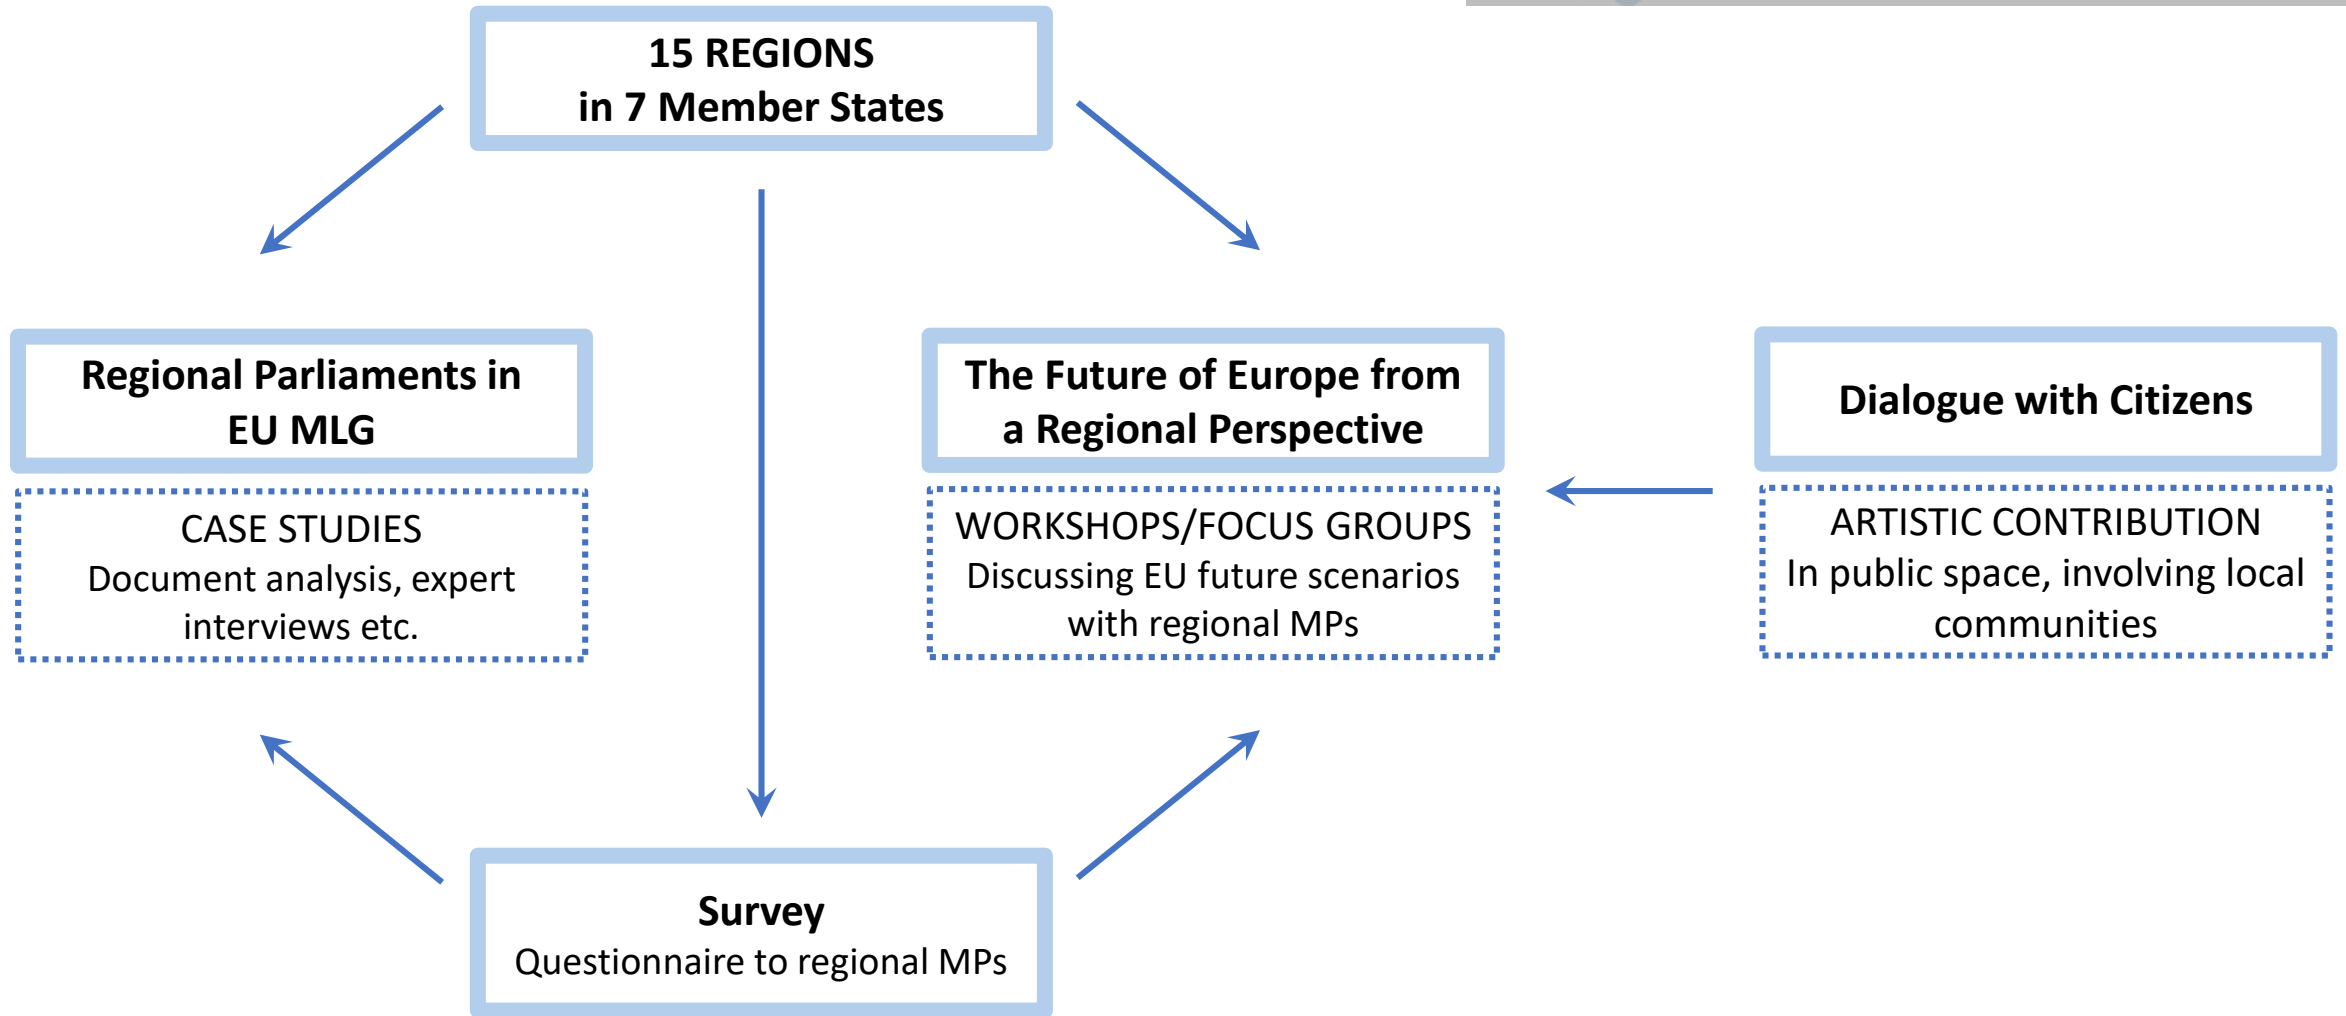 15 REGIONS
in 7 Member States
Regional Parliaments in
EU MLG
CASE STUDIES
Document analysis, expert
interviews etc.
The Future of Europe from
a Regional Perspective
WORKSHOPS/FOCUS GROUPS
Discussing EU future scenarios
with regional MPs
Dialogue with Citizens
ARTISTIC CONTRIBUTION
In public space, involving local
communities
Survey
Questionnaire to regional MPs